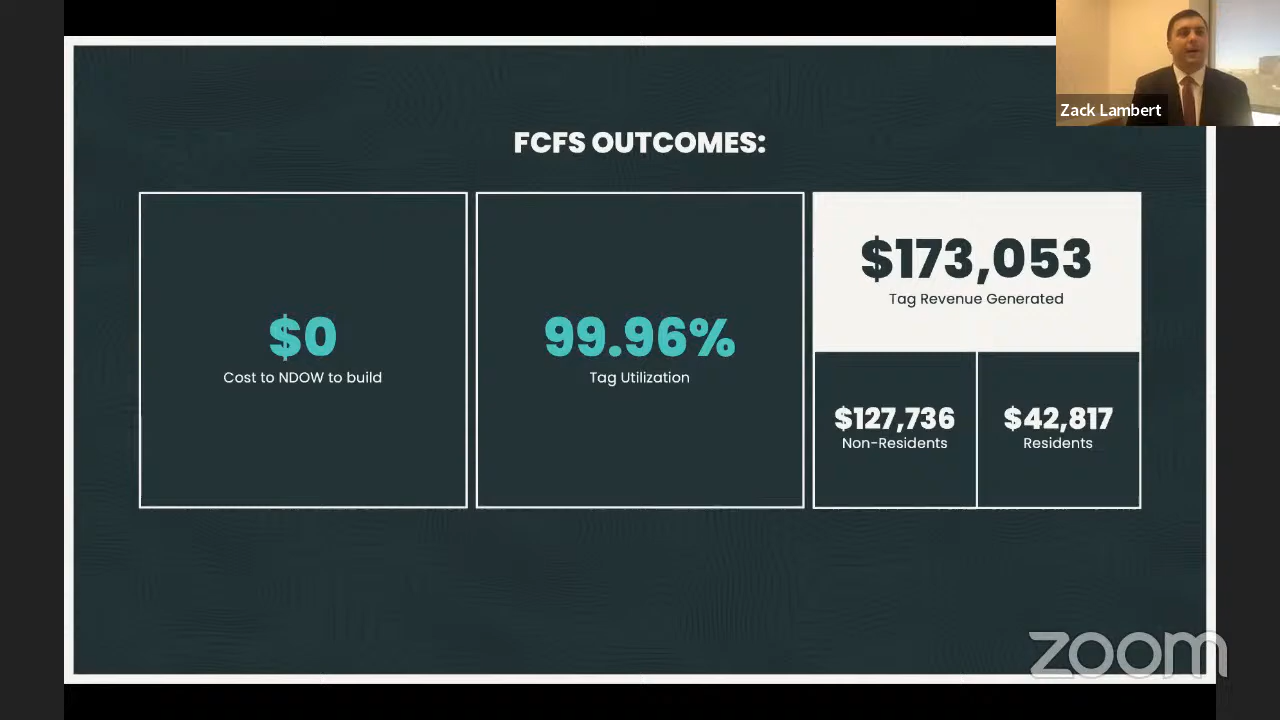 Zack Lambert
FCFS OUTCOMES:
$0
Cost to NDOW to build
99.96%
Tag Utilization
$173,053
Tag Revenue Generated
$127,736
Non-Residents
$42,817
Residents
zoom